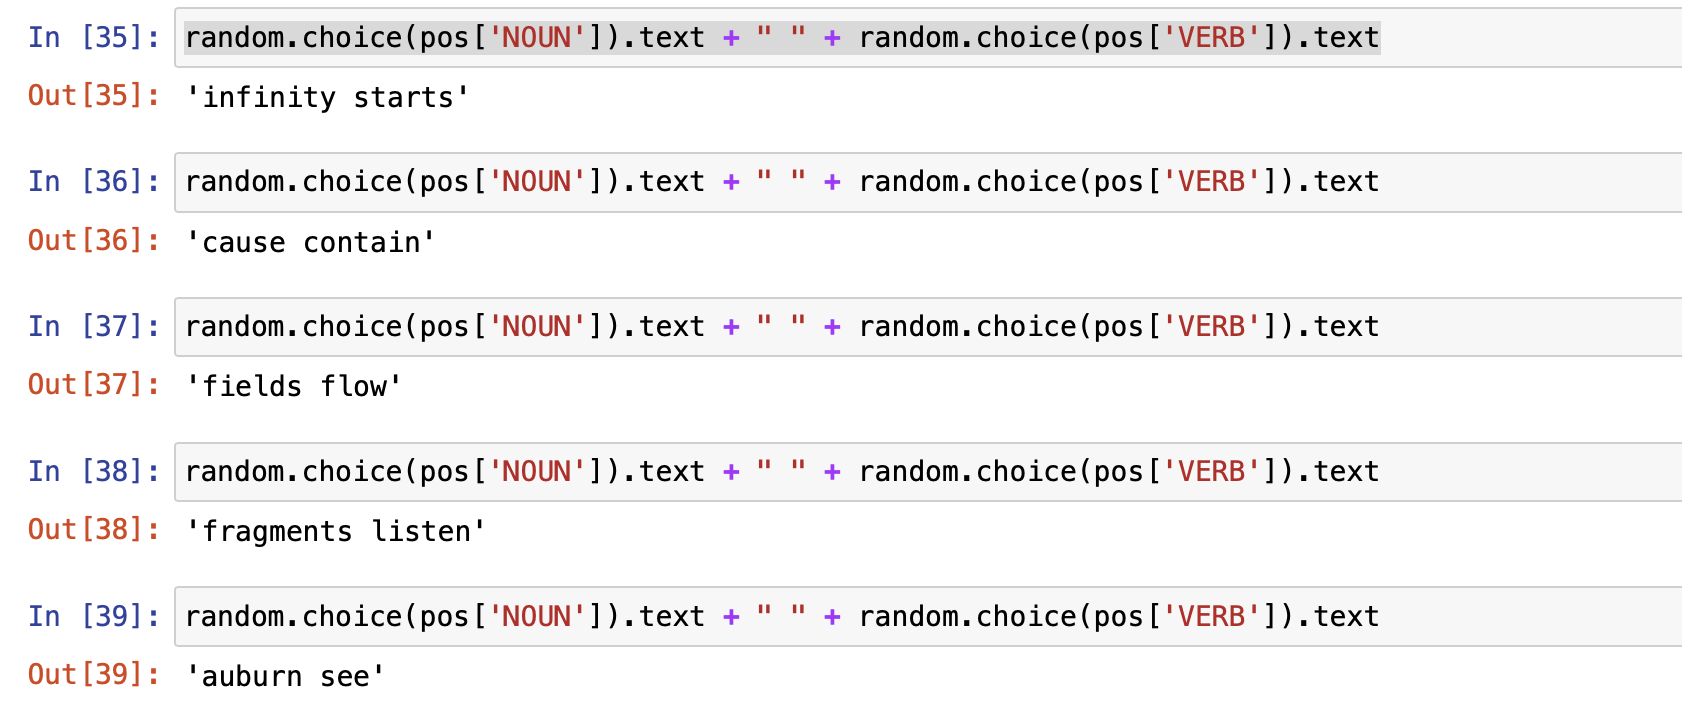 In [35]: random.choice(pos['NOUN']).text + " " + random.choice(pos['VERB']).text
Out[35]: 'infinity starts'
In [36]: random.choice(pos['NOUN']).text + " " + random.choice(pos['VERB']).text
Out[36]: 'cause contain'
In [37]: random.choice(pos['NOUN']).text + " " + random.choice(pos['VERB']).text
Out[37]: 'fields flow'
In [38]: random.choice(pos['NOUN']).text + " " + random.choice(pos['VERB']).text
Out[38]: 'fragments listen'
In [39]: random.choice(pos['NOUN']).text + " " + random.choice(pos['VERB']).text
Out[39]: 'auburn see'